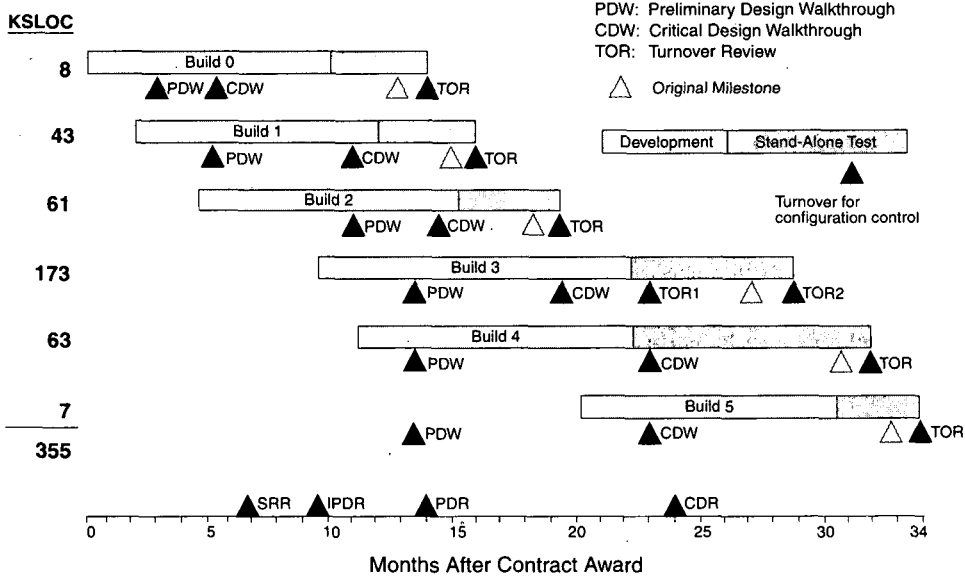 KSLOC
PDW: Preliminary Design Walkthrough
CDW: Critical Design Walkthrough
TOR: Turnover Review
Original Milestone
8 Build 0
PDW CDW TOR
43 Build 1
PDW CDW TOR
Development Stand-Alone Test
Turnover for
configuration control
61 Build 2
PDW CDW TOR
173 Build 3
PDW CDW TOR1 TOR2
63 Build 4
PDW CDW TOR
7 Build 5
PDW CDW TOR
355
SRR IPDR PDR CDR
0 5 10 15 20 25 30 34
Months After Contract Award